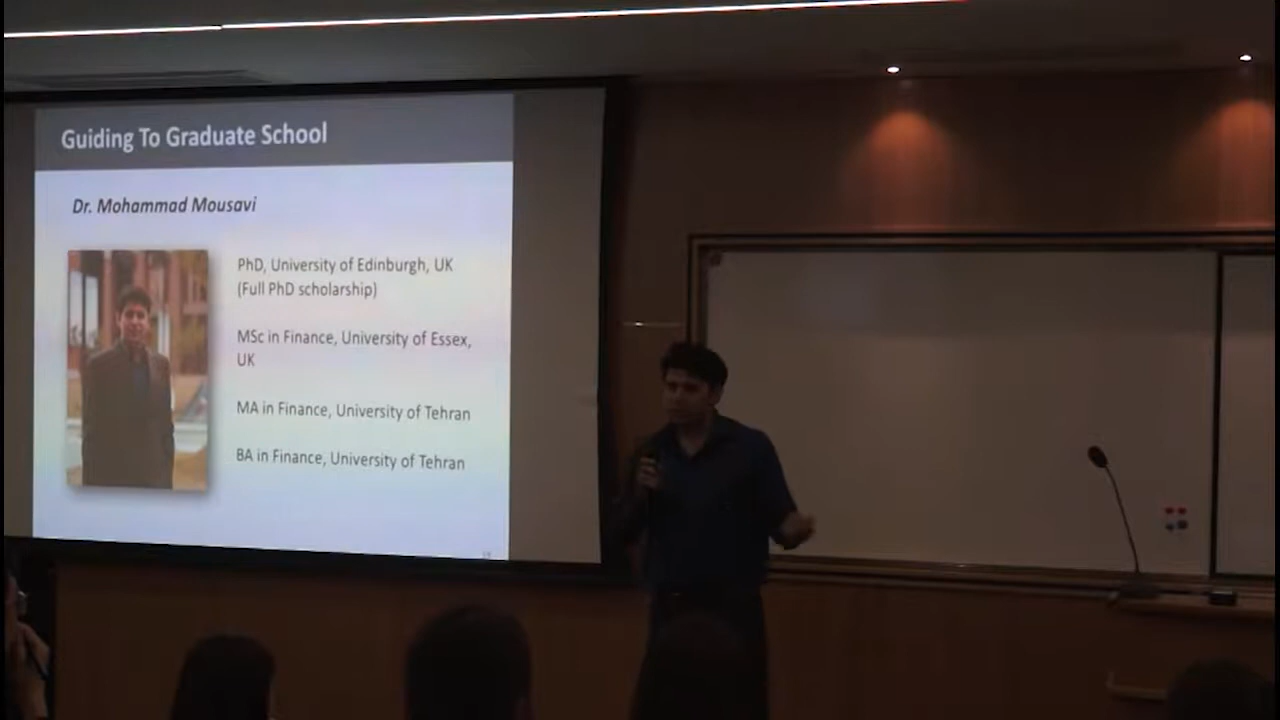 Guiding To Graduate School
Dr. Mohammad Mousavi
PhD, University of Edinburgh, UK
(Full PhD scholarship)
MSc in Finance, University of Essex,
UK
MA in Finance, University of Tehran
BA in Finance, University of Tehran